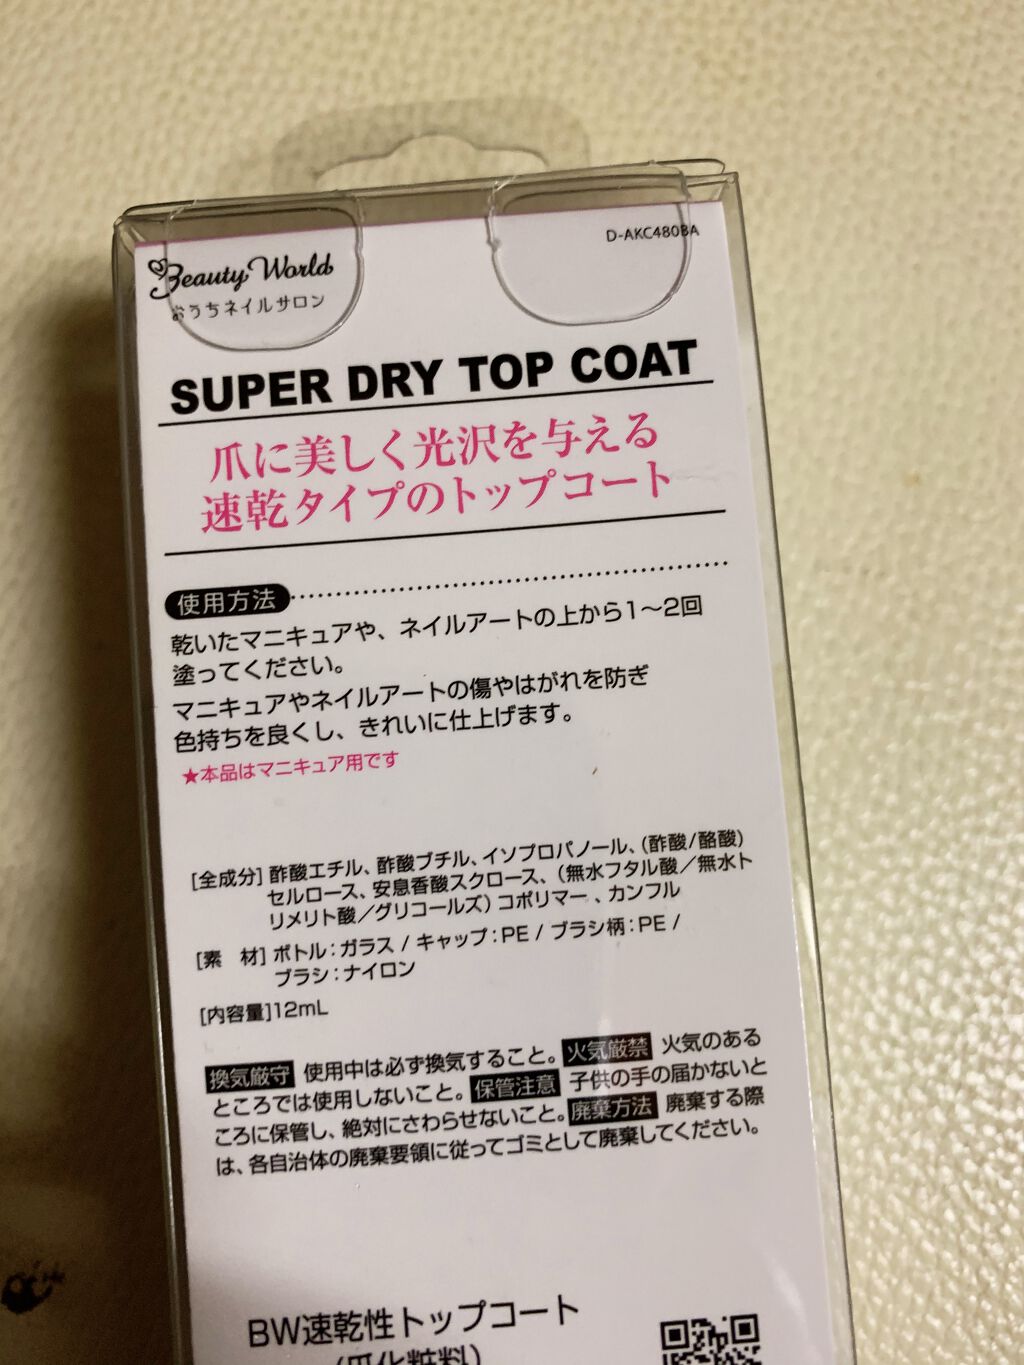 D-AKC480BA
Beauty World
おうちネイルサロン
SUPER DRY TOP COAT
爪に美しく光沢を与える
速乾タイプのトップコート
使用方法
乾いたマニキュアや、ネイルアートの上から1〜2回
塗ってください。
マニキュアやネイルアートの傷やはがれを防ぎ
色持ちを良くし、きれいに仕上げます。
★本品はマニキュア用です
[全成分] 酢酸エチル、酢酸ブチル、イソプロパノール、(酢酸/酪酸)
セルロース、安息香酸スクロース、(無水フタル酸／無水ト
リメリト酸／グリコールズ) コポリマー 、カンフル
[素　材] ボトル：ガラス / キャップ：PE / ブラシ柄：PE /
ブラシ：ナイロン
[内容量]12mL
換気厳守 使用中は必ず換気すること。 火気厳禁 火気のある
ところでは使用しないこと。 保管注意 子供の手の届かないと
ころに保管し、絶対にさわらせないこと。 廃棄方法 廃棄する際
は、各自治体の廃棄要領に従ってゴミとして廃棄してください。
BW速乾性トップコート
(爪化粧料)